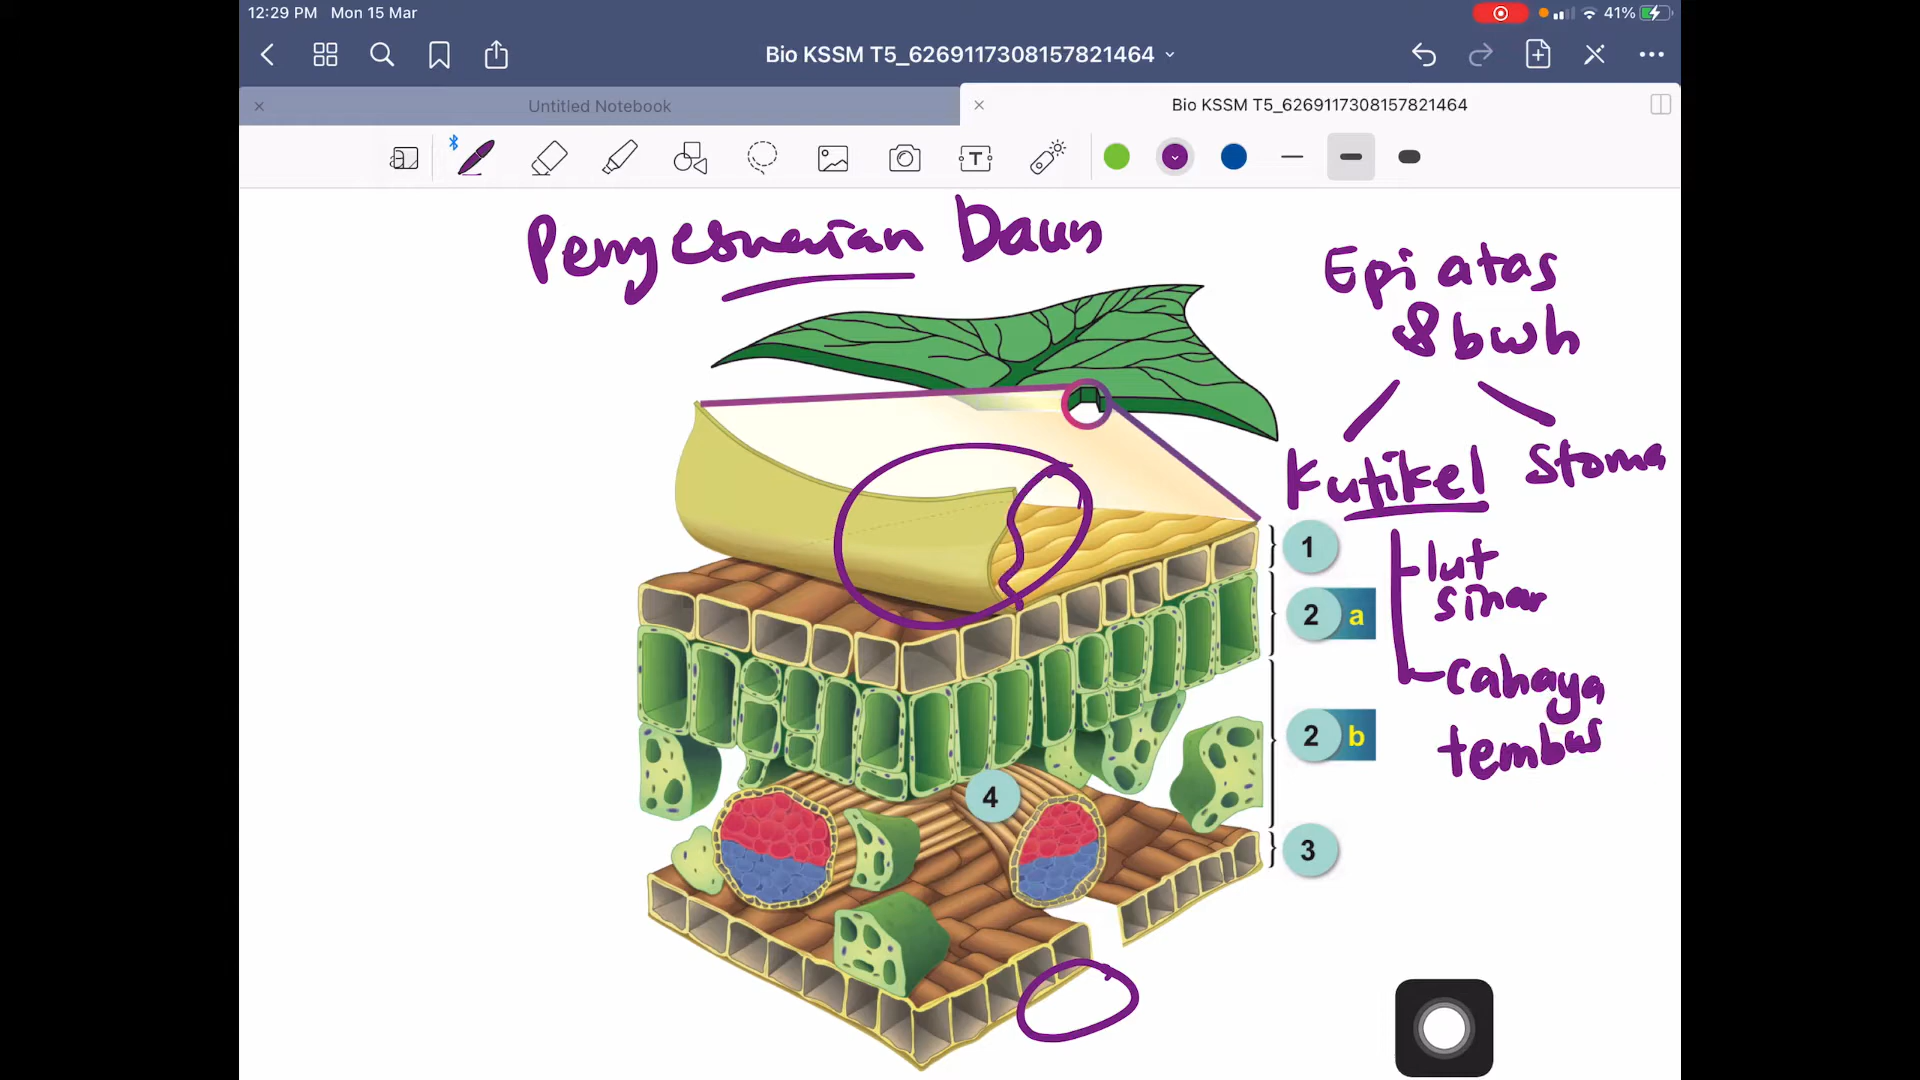 12:29 PM Mon 15 Mar
41%
Bio KSSM T5_6269117308157821464
Untitled Notebook
Bio KSSM T5_6269117308157821464
T
Penyesuaian Daun
Epi atas
& bwh
Kutikel
Stoma
1
lut
sinar
2 a
cahaya
tembus
2 b
4
3